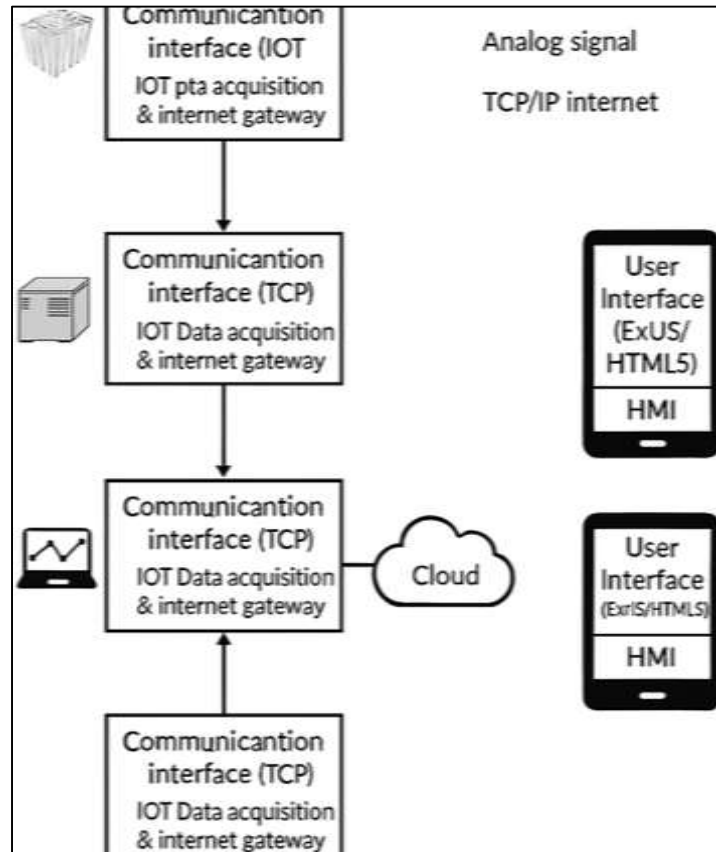 Communicantion
interface (IOT
IOT pta acquisition
& internet gateway
Analog signal
TCP/IP internet
Communicantion
interface (TCP)
IOT Data acquisition
& internet gateway
User
Interface
(ExUS/
HTML5)
HMI
Communicantion
interface (TCP)
IOT Data acquisition
& internet gateway
Cloud
User
Interface
(ExrIS/HTMLS)
HMI
Communicantion
interface (TCP)
IOT Data acquisition
& internet gateway